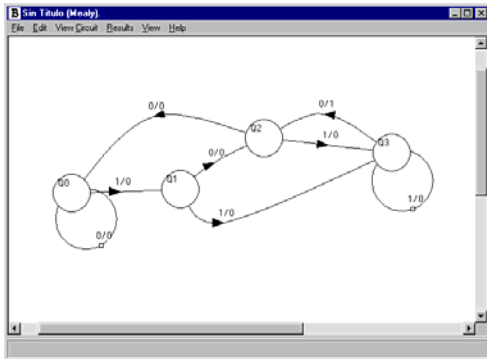 B Sin Titulo (Mealy).
File Edit View Circuit Results View Help
0/0
0/1
Q2
0/0
1/0
Q3
Q0
1/0
Q1
1/0
1/0
0/0